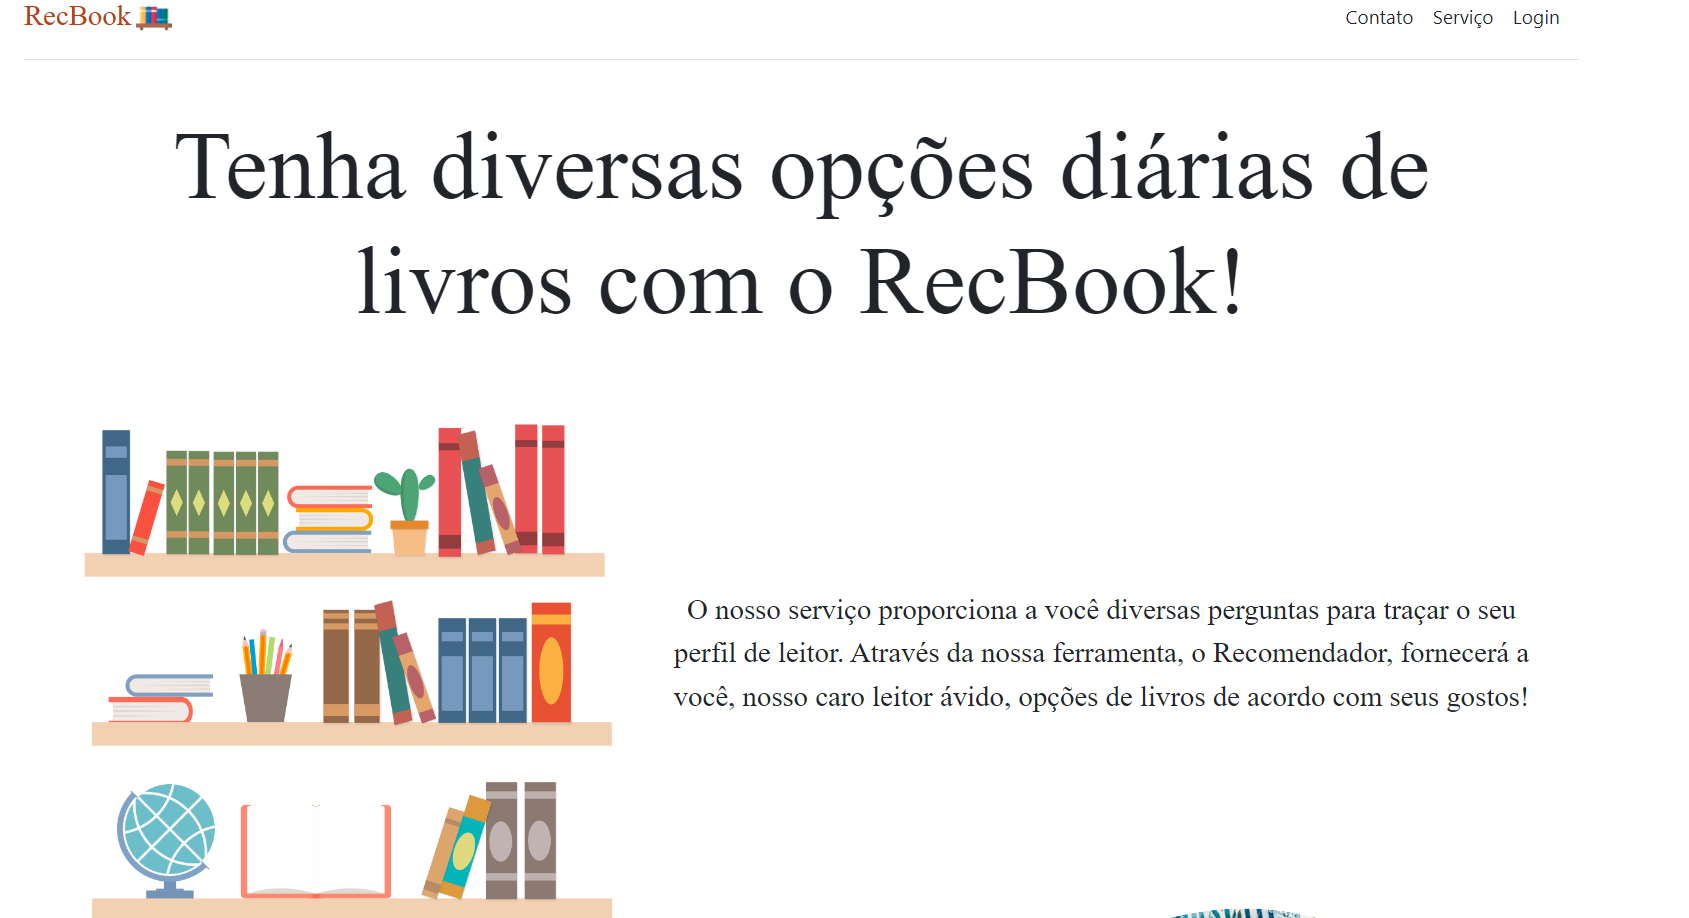 RecBook
Contato Serviço Login
Tenha diversas opções diárias de
livros com o RecBook!
O nosso serviço proporciona a você diversas perguntas para traçar o seu
perfil de leitor. Através da nossa ferramenta, o Recomendador, fornecerá a
você, nosso caro leitor ávido, opções de livros de acordo com seus gostos!